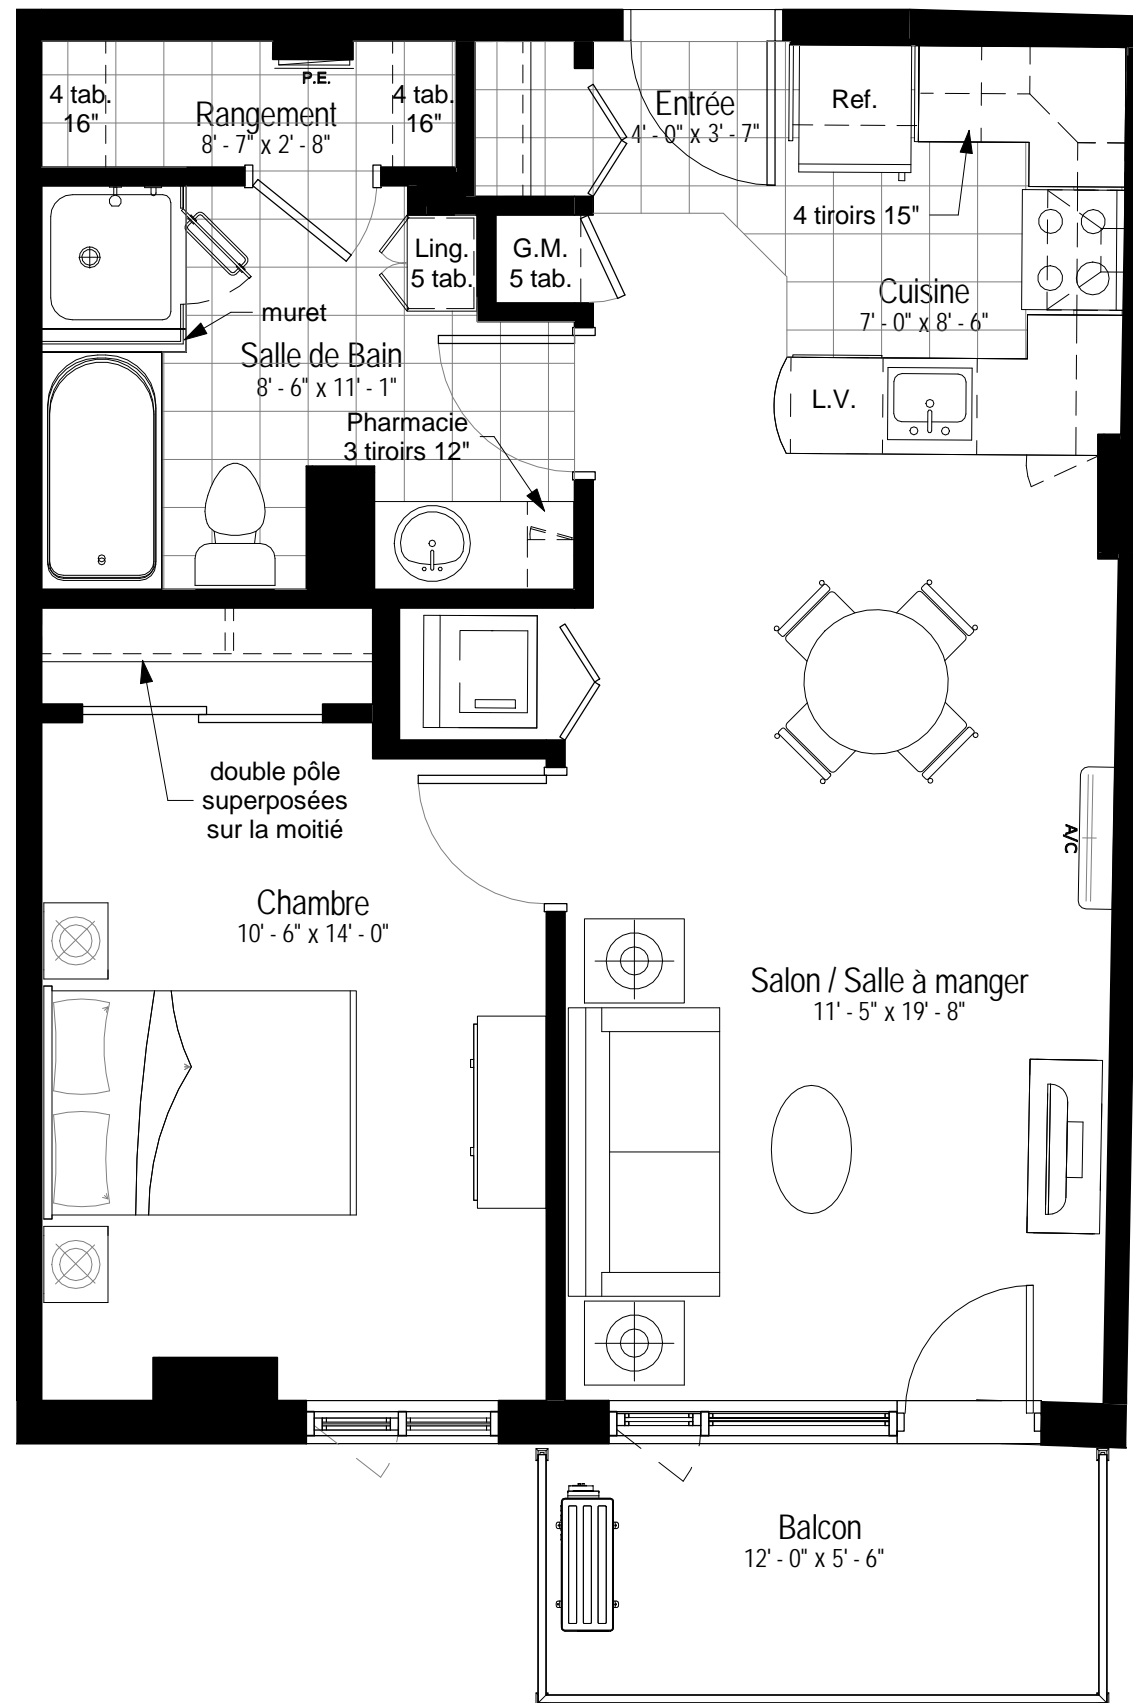 4 tab.
16"
P.E.
Rangement
8' - 7" x 2' - 8"
4 tab.
16"
Entrée
4' - 0" x 3' - 7"
Ref.
4 tiroirs 15"
Ling.
5 tab.
G.M.
5 tab.
Cuisine
7' - 0" x 8' - 6"
muret
Salle de Bain
8' - 6" x 11' - 1"
L.V.
Pharmacie
3 tiroirs 12"
double pôle
superposées
sur la moitié
A/C
Chambre
10' - 6" x 14' - 0"
Salon / Salle à manger
11' - 5" x 19' - 8"
Balcon
12' - 0" x 5' - 6"